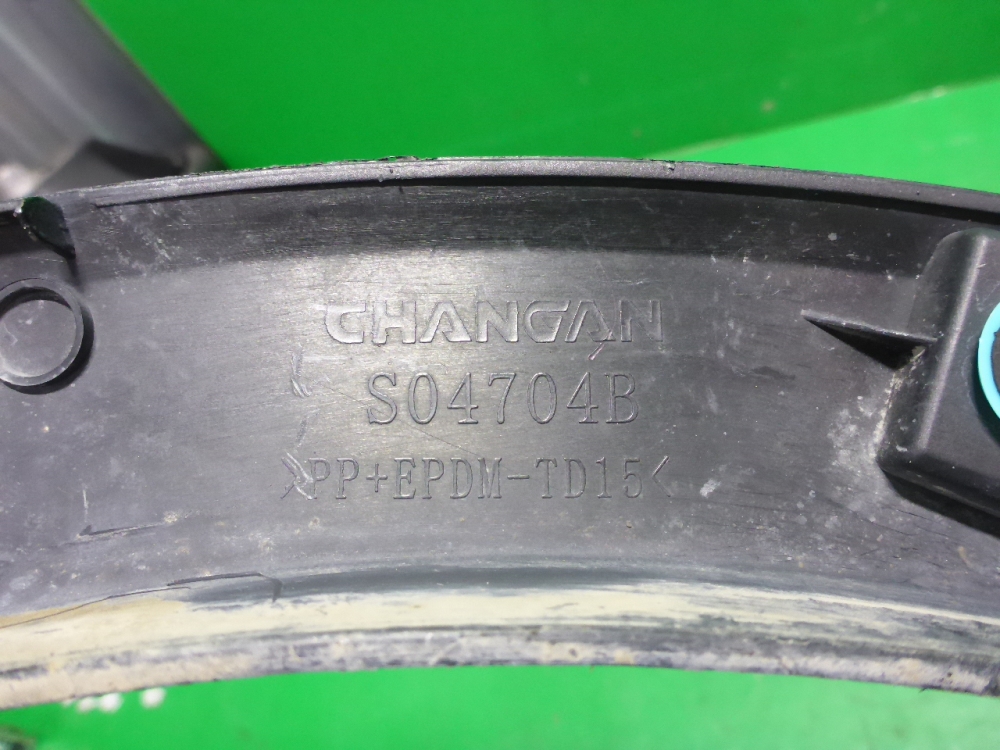 CHANGAN
S04704B
>PP+EPDM-TD15<